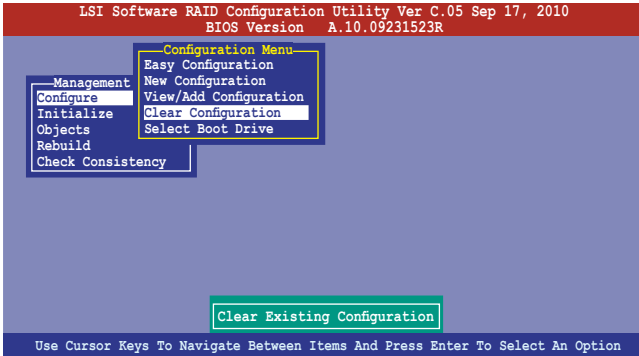 LSI Software RAID Configuration Utility Ver C.05 Sep 17, 2010
BIOS Version A.10.09231523R
Configuration Menu
Easy Configuration
New Configuration
View/Add Configuration
Clear Configuration
Select Boot Drive
Management
Configure
Initialize
Objects
Rebuild
Check Consistency
Clear Existing Configuration
Use Cursor Keys To Navigate Between Items And Press Enter To Select An Option